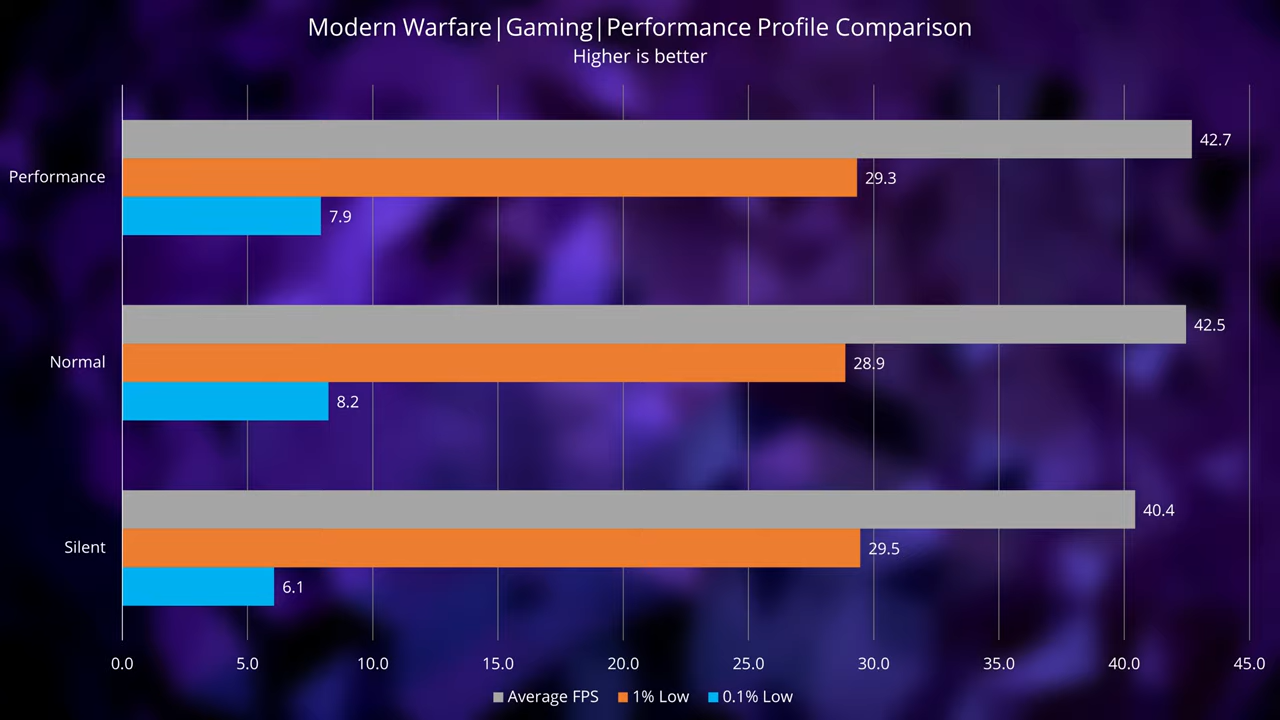 Modern Warfare|Gaming|Performance Profile Comparison
Higher is better
42.7
Performance
29.3
7.9
42.5
Normal
28.9
8.2
40.4
Silent
29.5
6.1
0.0 5.0 10.0 15.0 20.0 25.0 30.0 35.0 40.0 45.0
Average FPS 1% Low 0.1% Low